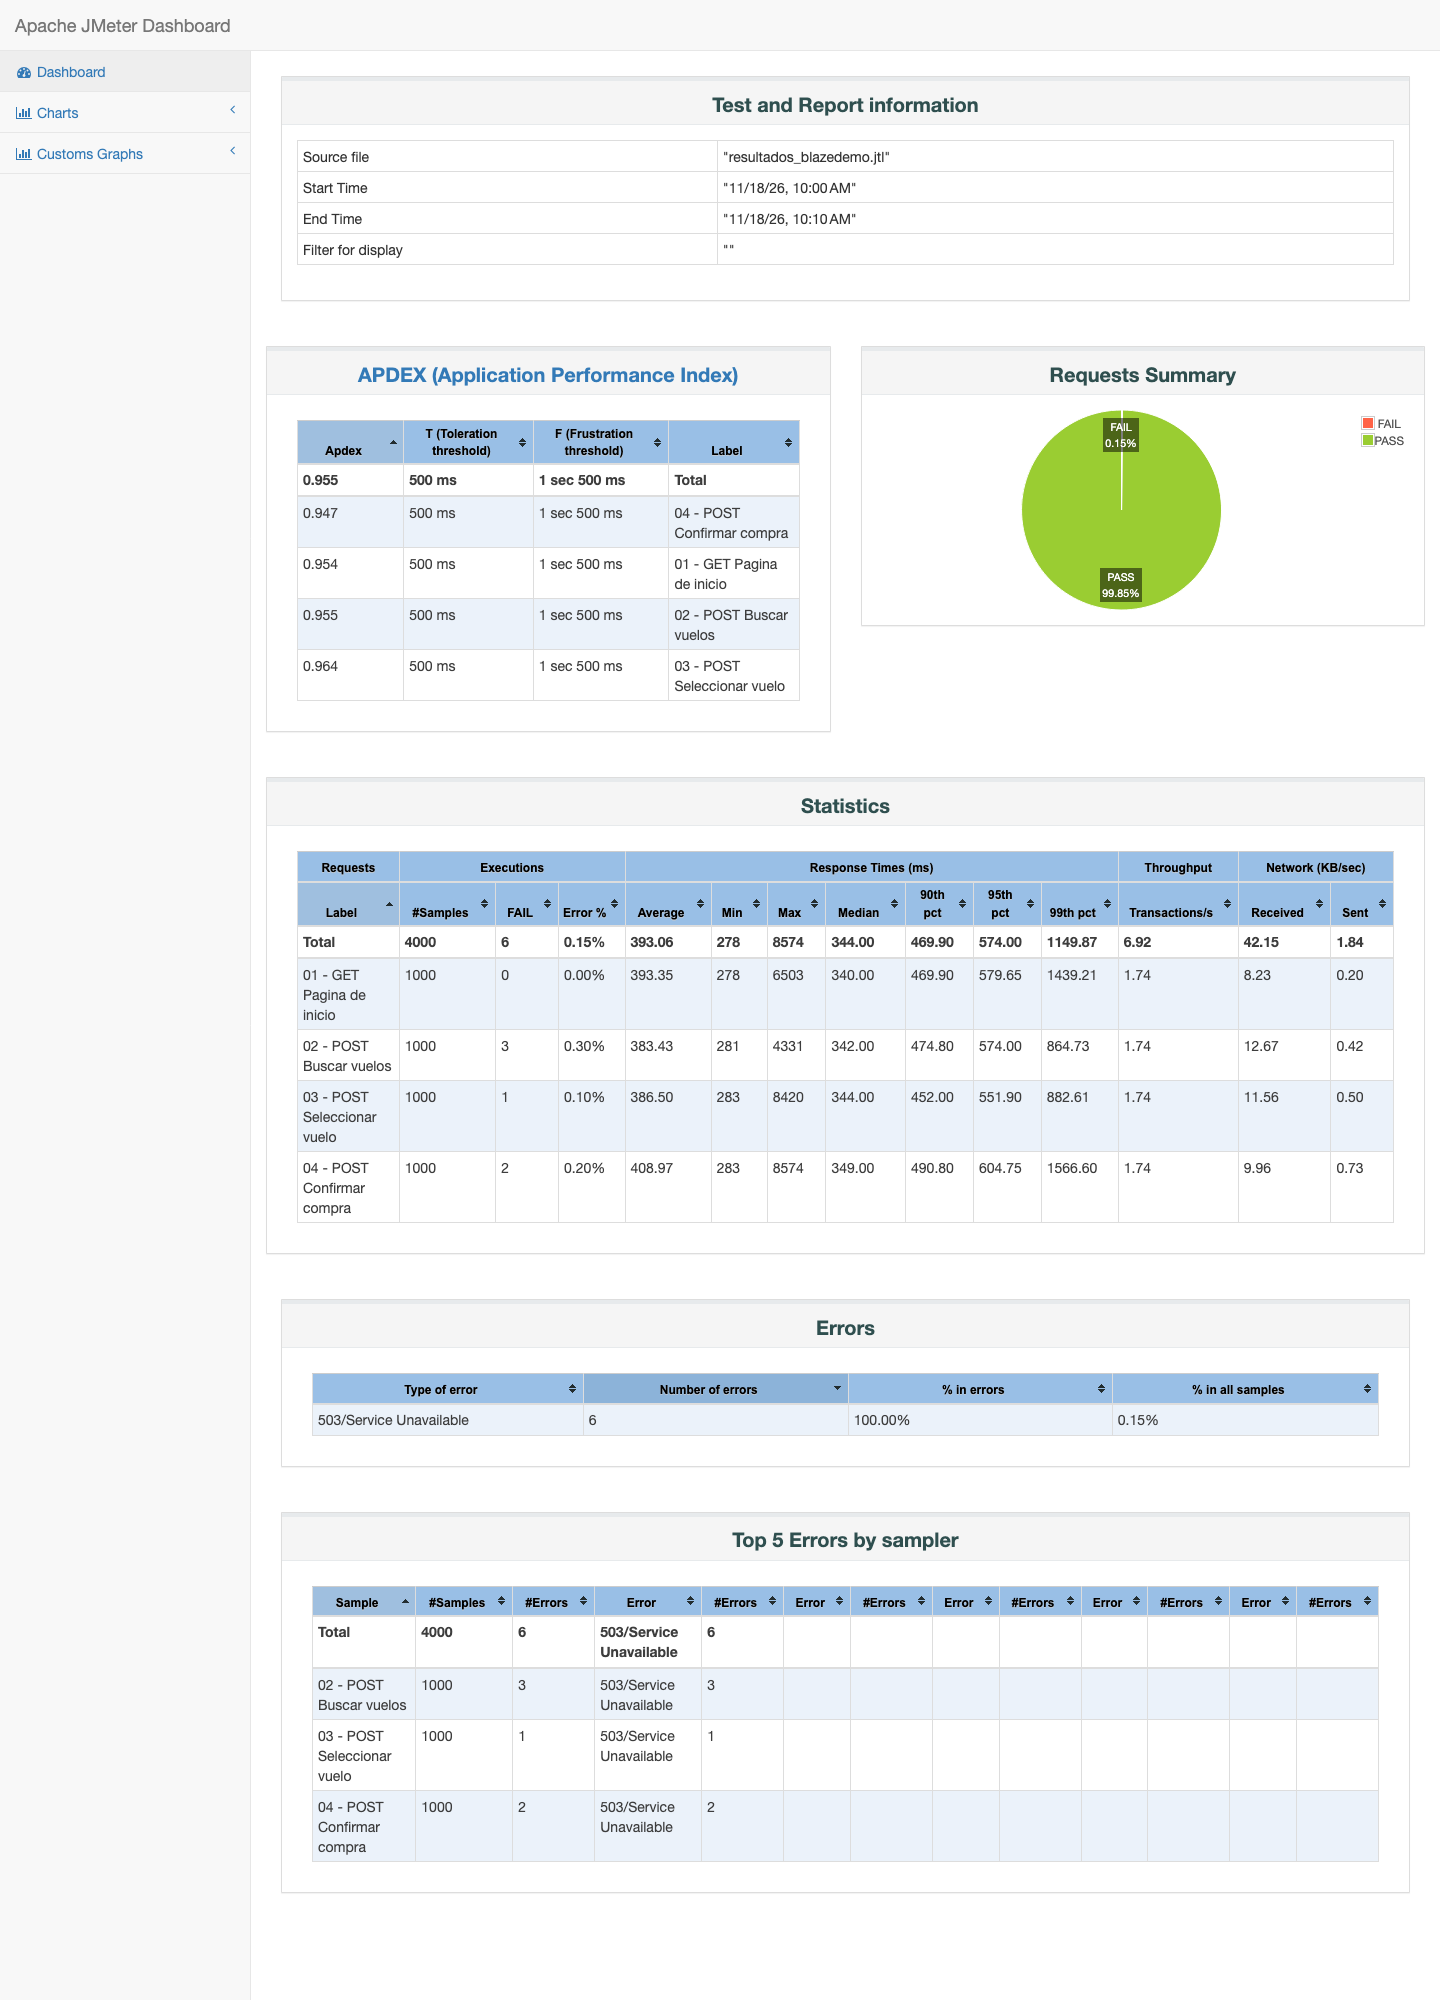 Apache JMeter Dashboard
Dashboard
Charts
Customs Graphs
Test and Report information
Source file "resultados_blazedemo.jtl"
Start Time "11/18/26, 10:00 AM"
End Time "11/18/26, 10:10 AM"
Filter for display ""
APDEX (Application Performance Index)
Apdex T (Toleration threshold) F (Frustration threshold) Label
0.955 500 ms 1 sec 500 ms Total
0.947 500 ms 1 sec 500 ms 04 - POST Confirmar compra
0.954 500 ms 1 sec 500 ms 01 - GET Pagina de inicio
0.955 500 ms 1 sec 500 ms 02 - POST Buscar vuelos
0.964 500 ms 1 sec 500 ms 03 - POST Seleccionar vuelo
Requests Summary
FAIL
0.15%
PASS
99.85%
FAIL
PASS
Statistics
Requests Executions Response Times (ms) Throughput Network (KB/sec)
Label #Samples FAIL Error % Average Min Max Median 90th pct 95th pct 99th pct Transactions/s Received Sent
Total 4000 6 0.15% 393.06 278 8574 344.00 469.90 574.00 1149.87 6.92 42.15 1.84
01 - GET Pagina de inicio 1000 0 0.00% 393.35 278 6503 340.00 469.90 579.65 1439.21 1.74 8.23 0.20
02 - POST Buscar vuelos 1000 3 0.30% 383.43 281 4331 342.00 474.80 574.00 864.73 1.74 12.67 0.42
03 - POST Seleccionar vuelo 1000 1 0.10% 386.50 283 8420 344.00 452.00 551.90 882.61 1.74 11.56 0.50
04 - POST Confirmar compra 1000 2 0.20% 408.97 283 8574 349.00 490.80 604.75 1566.60 1.74 9.96 0.73
Errors
Type of error Number of errors % in errors % in all samples
503/Service Unavailable 6 100.00% 0.15%
Top 5 Errors by sampler
Sample #Samples #Errors Error #Errors Error #Errors Error #Errors Error #Errors Error #Errors
Total 4000 6 503/Service Unavailable 6
02 - POST Buscar vuelos 1000 3 503/Service Unavailable 3
03 - POST Seleccionar vuelo 1000 1 503/Service Unavailable 1
04 - POST Confirmar compra 1000 2 503/Service Unavailable 2